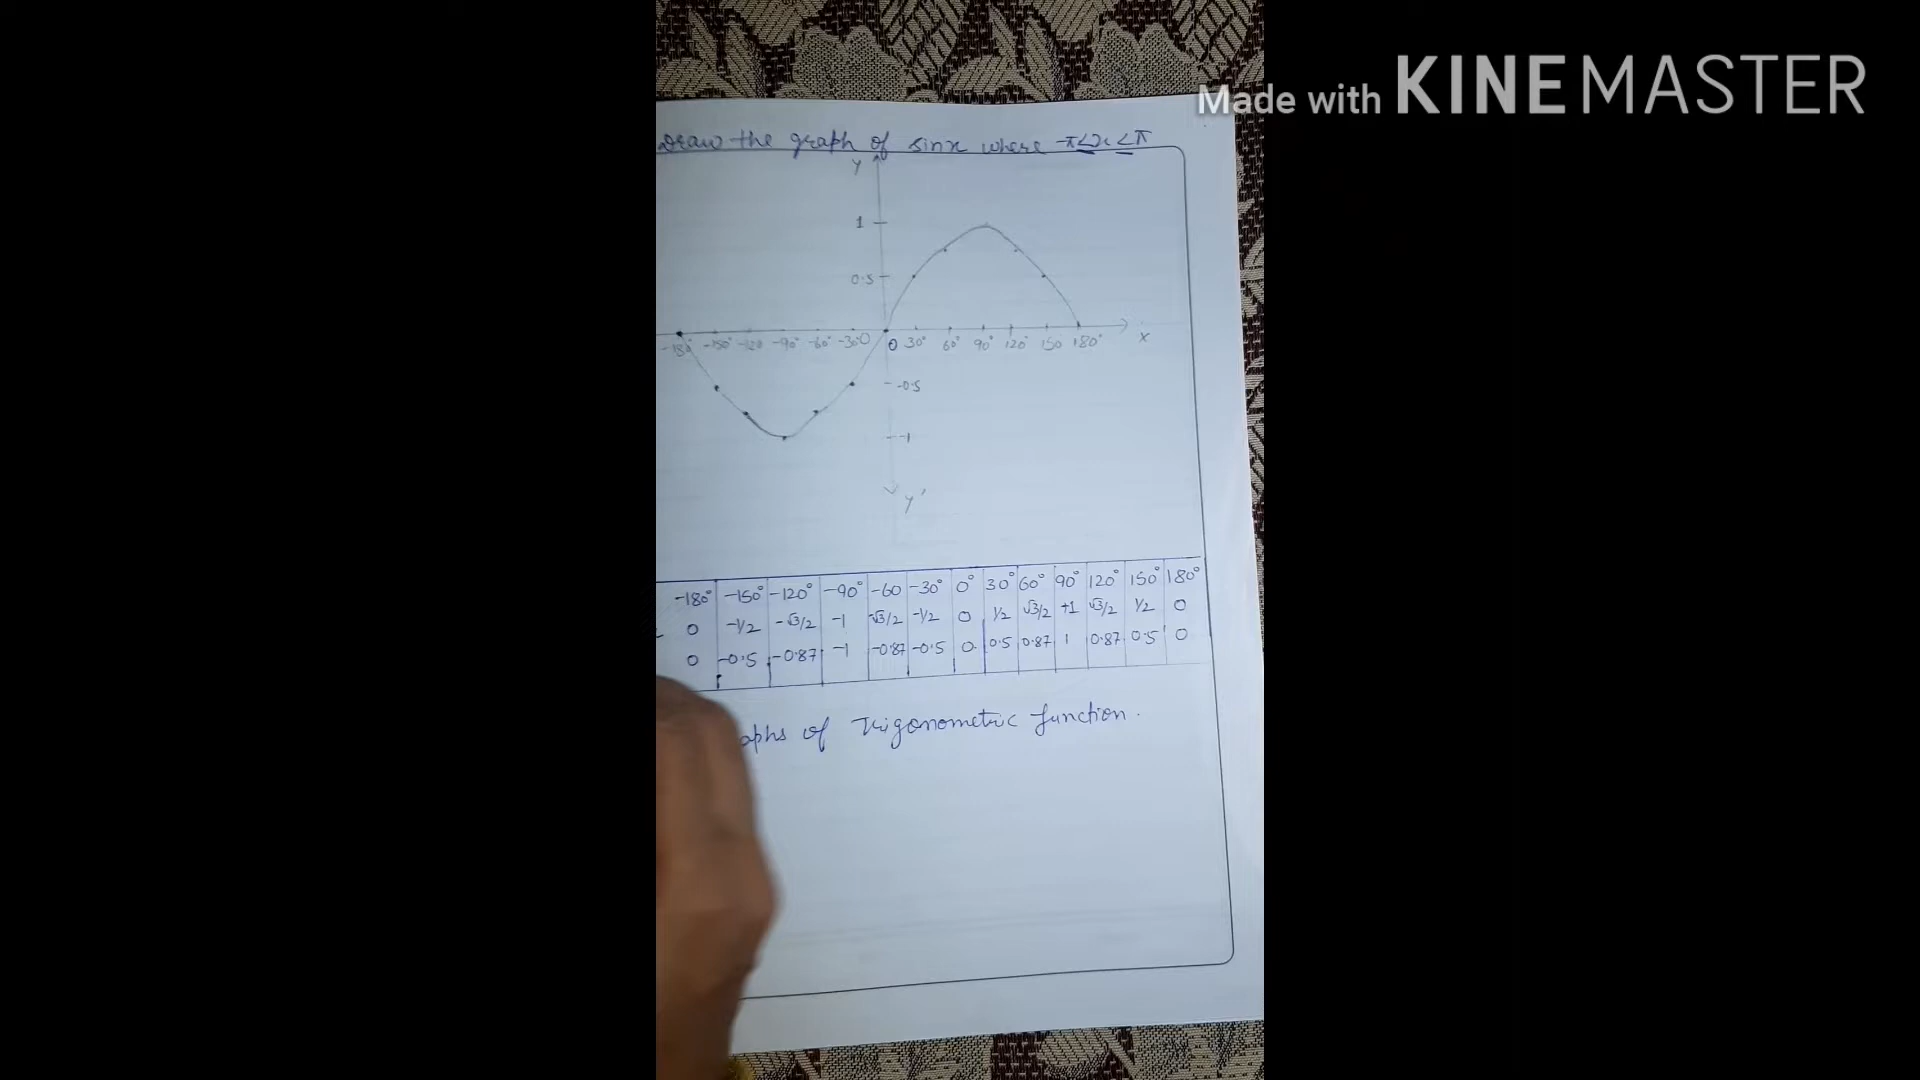 Made with KINEMASTER
Draw the graph of sinx where -π≤x≤π
y
1
0.5
-180° -150° -120 -90° -60° -30° 0 0 30° 60° 90° 120° 150 180° x
-0.5
-1
y'
-180° -150° -120° -90° -60 -30° 0° 30° 60° 90° 120° 150° 180°
0 -1/2 -√3/2 -1 -√3/2 -1/2 0 1/2 √3/2 +1 √3/2 1/2 0
0 -0.5 -0.87 -1 -0.87 -0.5 0. 0.5 0.87 1 0.87 0.5 0
aphs of Trigonometric function.